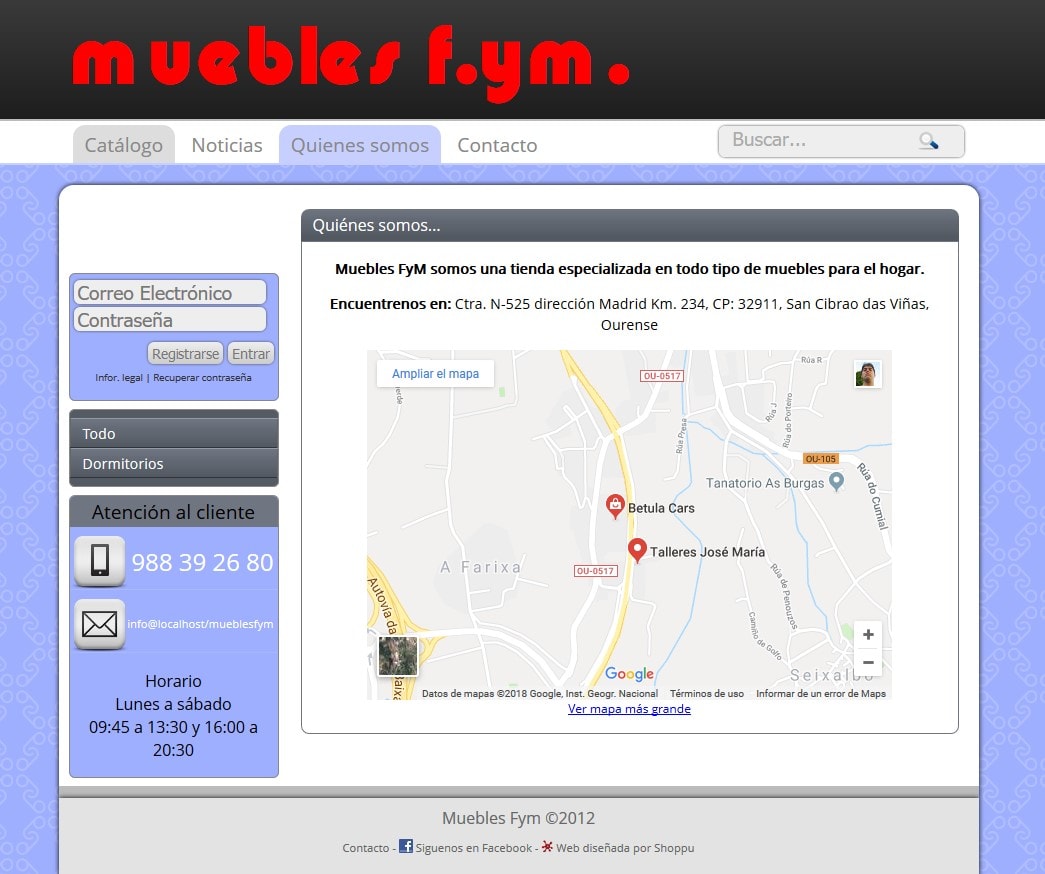 muebles f.ym.
Catálogo
Noticias
Quienes somos
Contacto
Buscar...
Correo Electrónico
Contraseña
Registrarse
Entrar
Infor. legal | Recuperar contraseña
Todo
Dormitorios
Atención al cliente
988 39 26 80
info@localhost/mueblesfym
Horario
Lunes a sábado
09:45 a 13:30 y 16:00 a
20:30
Quiénes somos...
Muebles FyM somos una tienda especializada en todo tipo de muebles para el hogar.
Encuentrenos en: Ctra. N-525 dirección Madrid Km. 234, CP: 32911, San Cibrao das Viñas,
Ourense
Ampliar el mapa
OU-0517
Rúa R
Rúa J
Rúa do Porteiro
Rúa Presa
OU-105
Tanatorio As Burgas
Rúa do Cumial
Betula Cars
Talleres José María
A Farixa
OU-0517
Autovía da
Baixa
Rúa de Penouzos
Camiño de Golfo
Seixalbo
+
−
Google
Datos de mapas ©2018 Google, Inst. Geogr. Nacional
Términos de uso
Informar de un error de Maps
Ver mapa más grande
Muebles Fym ©2012
Contacto - Siguenos en Facebook - Web diseñada por Shoppu